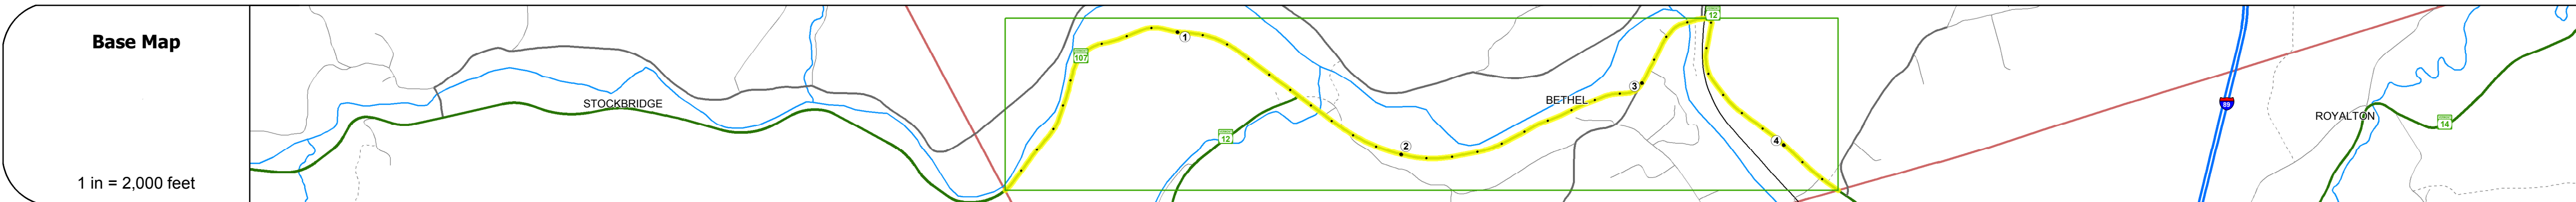 Base Map
1 in = 2,000 feet
STOCKBRIDGE
107
1
12
2
BETHEL
3
12
4
89
ROYALTON
14